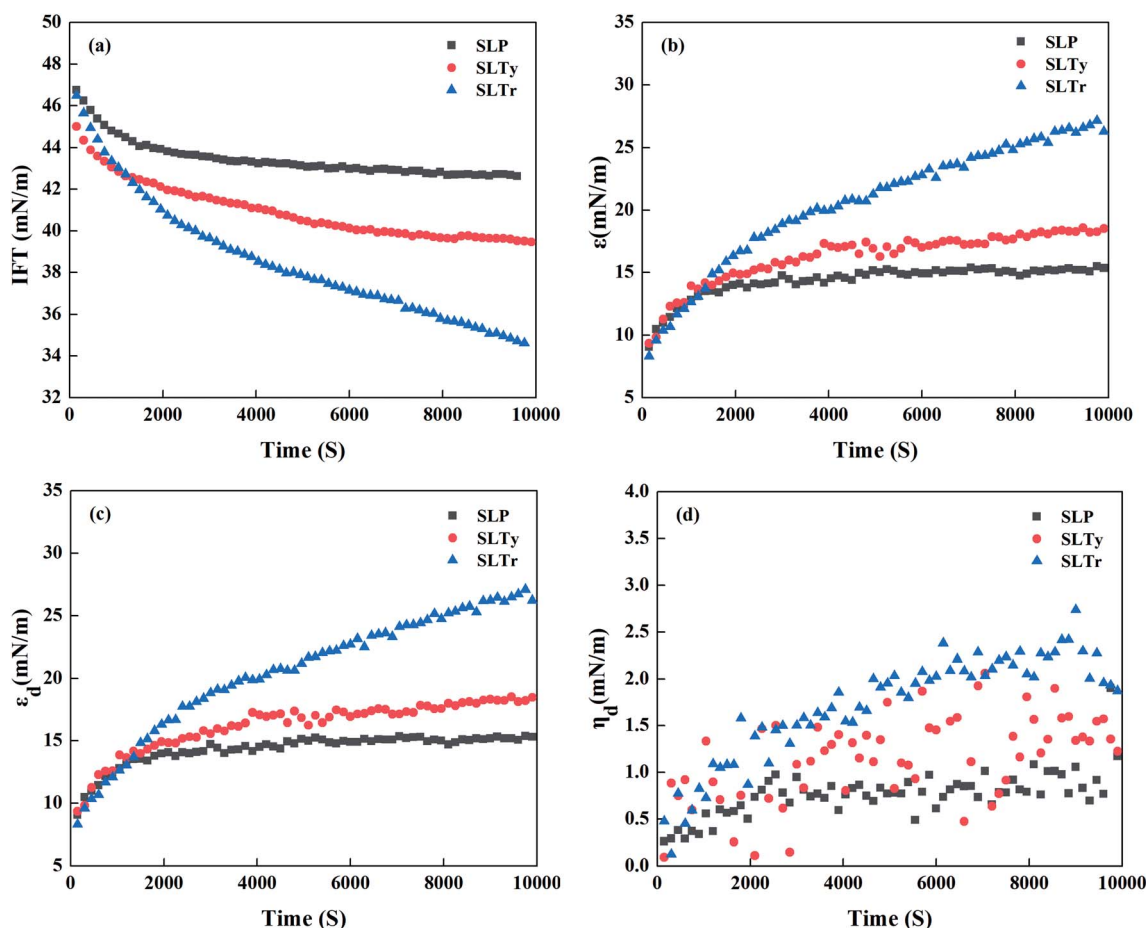 50
48
46
44
42
40
38
36
34
32
IFT (mN/m)
(a)
SLP
SLTy
SLTr
0 2000 4000 6000 8000 10000
Time (S)
35
30
25
20
15
10
5
ε(mN/m)
(b)
SLP
SLTy
SLTr
0 2000 4000 6000 8000 10000
Time (S)
35
30
25
20
15
10
5
ε_d(mN/m)
(c)
SLP
SLTy
SLTr
0 2000 4000 6000 8000 10000
Time (S)
4.0
3.5
3.0
2.5
2.0
1.5
1.0
0.5
0.0
η_d(mN/m)
(d)
SLP
SLTy
SLTr
0 2000 4000 6000 8000 10000
Time (S)